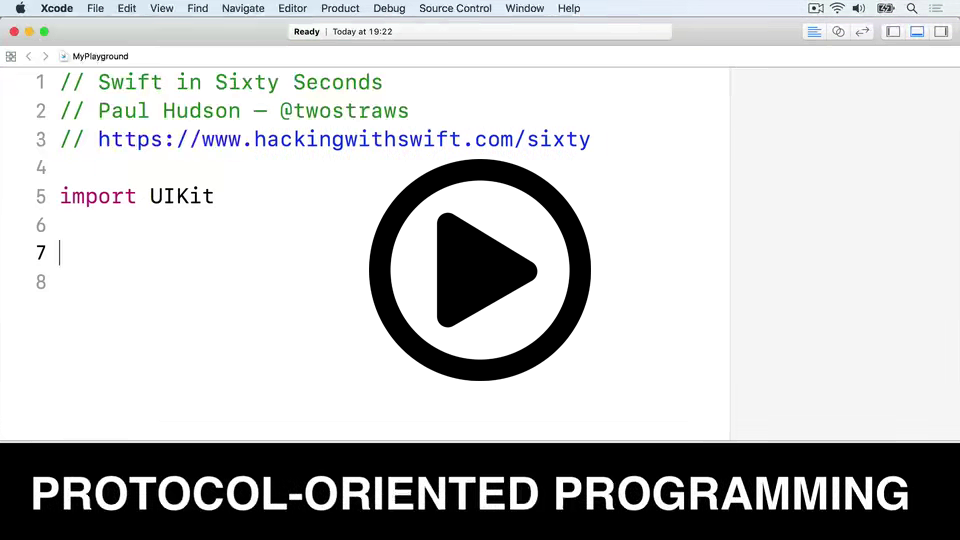 Xcode File Edit View Find Navigate Editor Product Debug Source Control Window Help
Ready | Today at 19:22
MyPlayground
1 // Swift in Sixty Seconds
2 // Paul Hudson — @twostraws
3 // https://www.hackingwithswift.com/sixty
4
5 import UIKit
6
7
8
PROTOCOL-ORIENTED PROGRAMMING